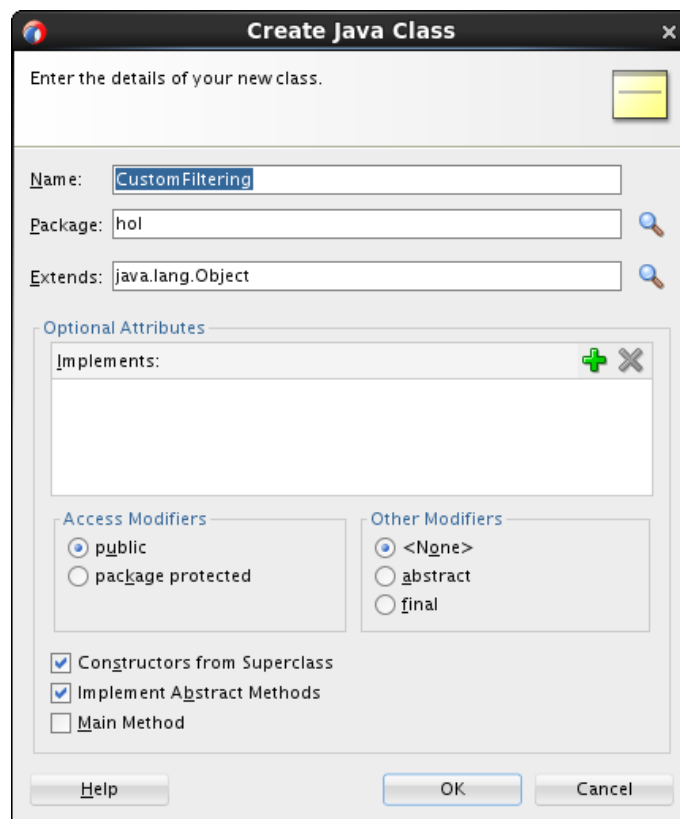 Create Java Class
Enter the details of your new class.
Name: CustomFiltering
Package: hol
Extends: java.lang.Object
Optional Attributes
Implements:
Access Modifiers
public
package protected
Other Modifiers
<None>
abstract
final
Constructors from Superclass
Implement Abstract Methods
Main Method
Help OK Cancel